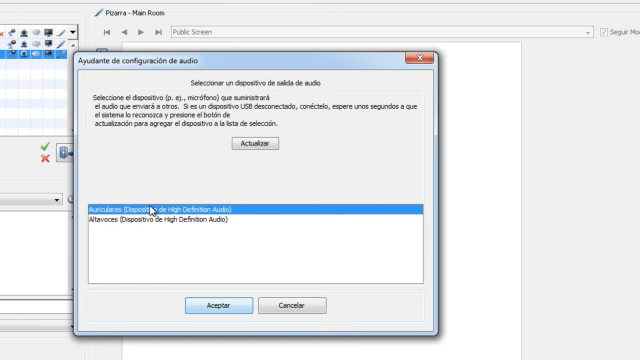 Pizarra - Main Room
Public Screen
Seguir Mo
Ayudante de configuración de audio
Seleccionar un dispositivo de salida de audio
Seleccione el dispositivo (p. ej., micrófono) que suministrará
el audio que enviará a otros. Si es un dispositivo USB desconectado, conéctelo, espere unos segundos a que
el sistema lo reconozca y presione el botón de
actualización para agregar el dispositivo a la lista de selección.
Actualizar
Auriculares (Dispositivo de High Definition Audio)
Altavoces (Dispositivo de High Definition Audio)
Aceptar
Cancelar